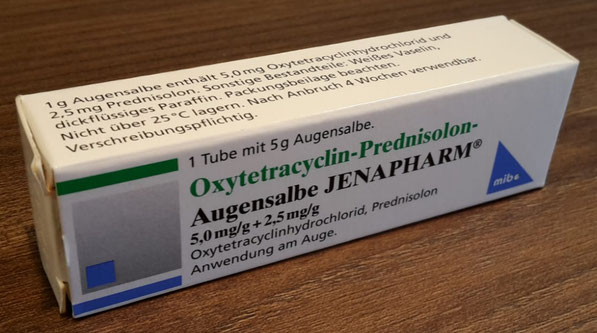 1 g Augensalbe enthält 5,0 mg Oxytetracyclinhydrochlorid und
2,5 mg Prednisolon. Sonstige Bestandteile: Weißes Vaselin,
dickflüssiges Paraffin. Packungsbeilage beachten.
Nicht über 25°C lagern. Nach Anbruch 4 Wochen verwendbar.
Verschreibungspflichtig.
1 Tube mit 5 g Augensalbe.
Oxytetracyclin-Prednisolon-
Augensalbe JENAPHARM®
5,0 mg/g + 2,5 mg/g
Oxytetracyclinhydrochlorid, Prednisolon
Anwendung am Auge.
mibe